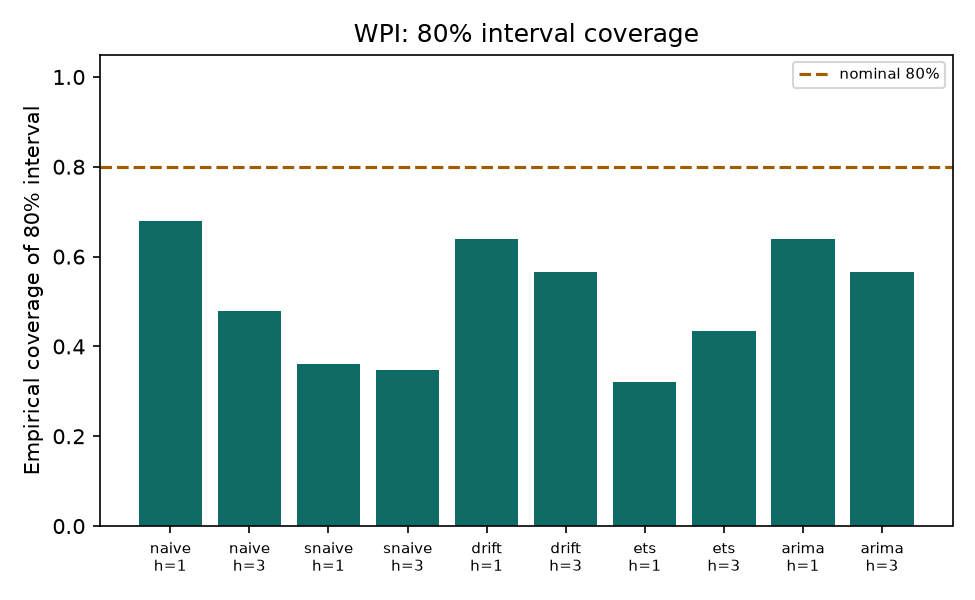 WPI: 80% interval coverage
nominal 80%
Empirical coverage of 80% interval
1.0
0.8
0.6
0.4
0.2
0.0
naive
h=1
naive
h=3
snaive
h=1
snaive
h=3
drift
h=1
drift
h=3
ets
h=1
ets
h=3
arima
h=1
arima
h=3